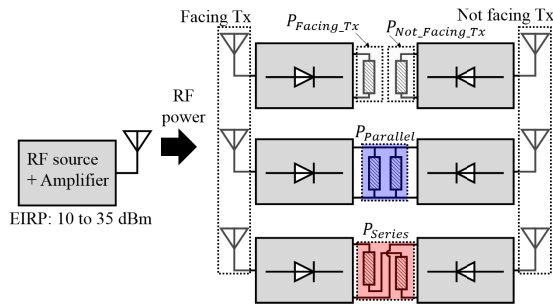 Facing Tx
P_Facing_Tx
P_Not_Facing_Tx
Not facing Tx
RF
power
P_Parallel
RF source
+ Amplifier
EIRP: 10 to 35 dBm
P_Series